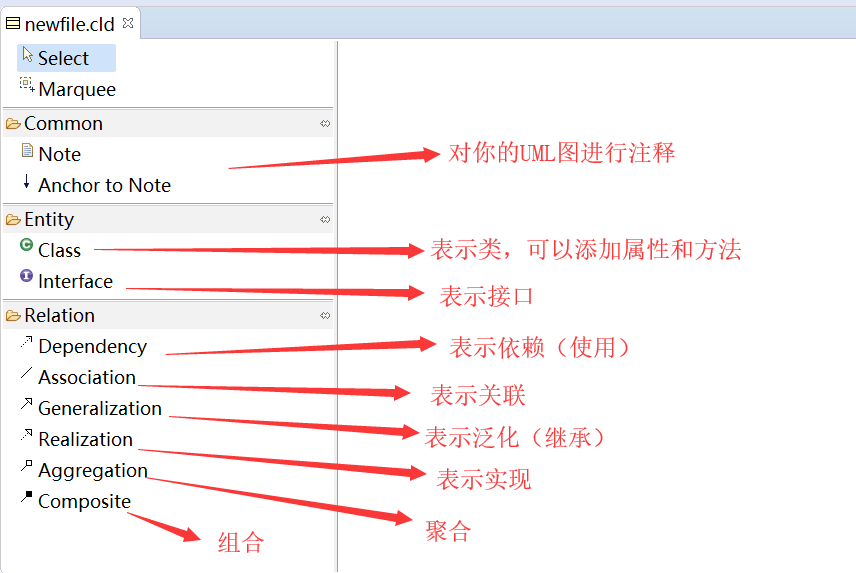 newfile.cld
Select
Marquee
Common
Note
对你的UML图进行注释
Anchor to Note
Entity
Class
表示类，可以添加属性和方法
Interface
表示接口
Relation
Dependency
表示依赖（使用）
Association
表示关联
Generalization
表示泛化（继承）
Realization
表示实现
Aggregation
聚合
Composite
组合